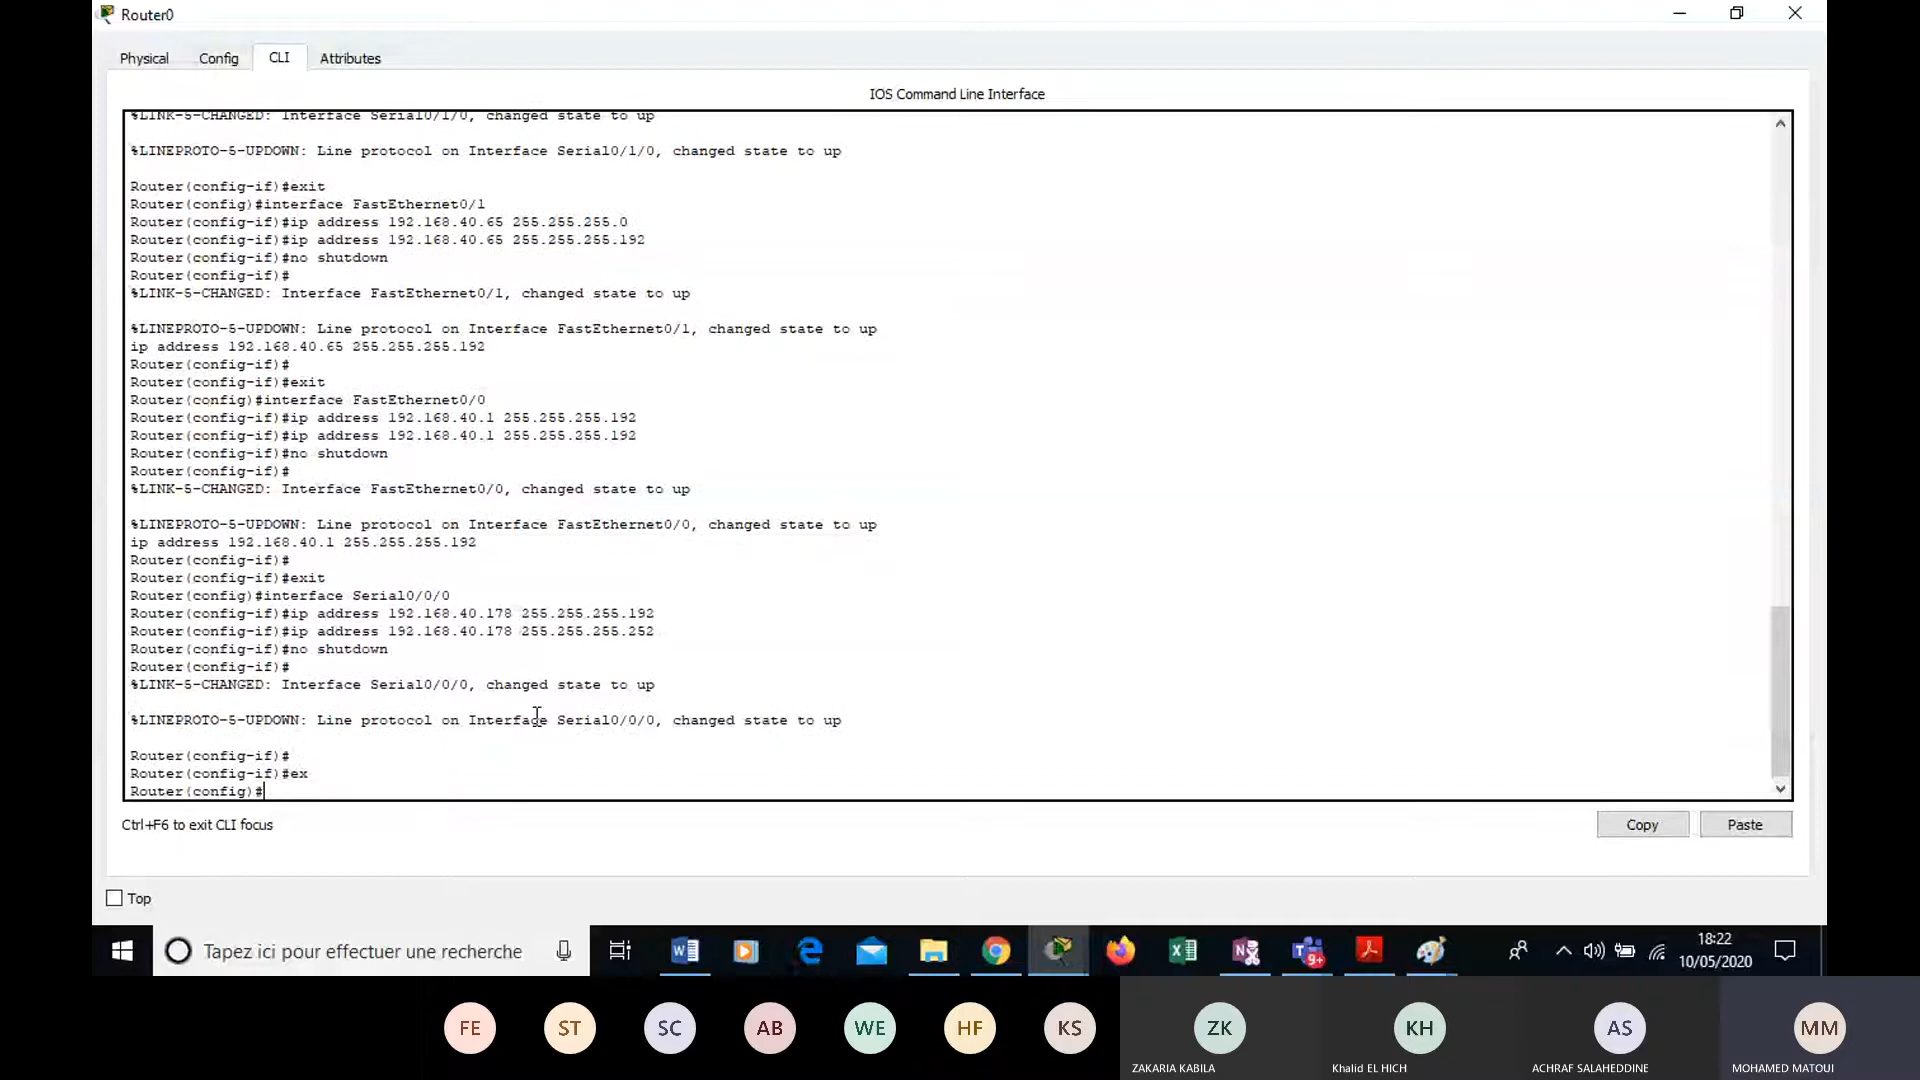 Router0
Physical Config CLI Attributes
IOS Command Line Interface
%LINK-5-CHANGED: Interface Serial0/1/0, changed state to up
%LINEPROTO-5-UPDOWN: Line protocol on Interface Serial0/1/0, changed state to up
Router(config-if)#exit
Router(config)#interface FastEthernet0/1
Router(config-if)#ip address 192.168.40.65 255.255.255.0
Router(config-if)#ip address 192.168.40.65 255.255.255.192
Router(config-if)#no shutdown
Router(config-if)#
%LINK-5-CHANGED: Interface FastEthernet0/1, changed state to up
%LINEPROTO-5-UPDOWN: Line protocol on Interface FastEthernet0/1, changed state to up
ip address 192.168.40.65 255.255.255.192
Router(config-if)#
Router(config-if)#exit
Router(config)#interface FastEthernet0/0
Router(config-if)#ip address 192.168.40.1 255.255.255.192
Router(config-if)#ip address 192.168.40.1 255.255.255.192
Router(config-if)#no shutdown
Router(config-if)#
%LINK-5-CHANGED: Interface FastEthernet0/0, changed state to up
%LINEPROTO-5-UPDOWN: Line protocol on Interface FastEthernet0/0, changed state to up
ip address 192.168.40.1 255.255.255.192
Router(config-if)#
Router(config-if)#exit
Router(config)#interface Serial0/0/0
Router(config-if)#ip address 192.168.40.178 255.255.255.192
Router(config-if)#ip address 192.168.40.178 255.255.255.252
Router(config-if)#no shutdown
Router(config-if)#
%LINK-5-CHANGED: Interface Serial0/0/0, changed state to up
%LINEPROTO-5-UPDOWN: Line protocol on Interface Serial0/0/0, changed state to up
Router(config-if)#
Router(config-if)#ex
Router(config)#
Ctrl+F6 to exit CLI focus
Copy Paste
Top
Tapez ici pour effectuer une recherche
9+
18:22
10/05/2020
FE ST SC AB WE HF KS ZK KH AS MM
ZAKARIA KABILA Khalid EL HICH ACHRAF SALAHEDDINE MOHAMED MATOUI